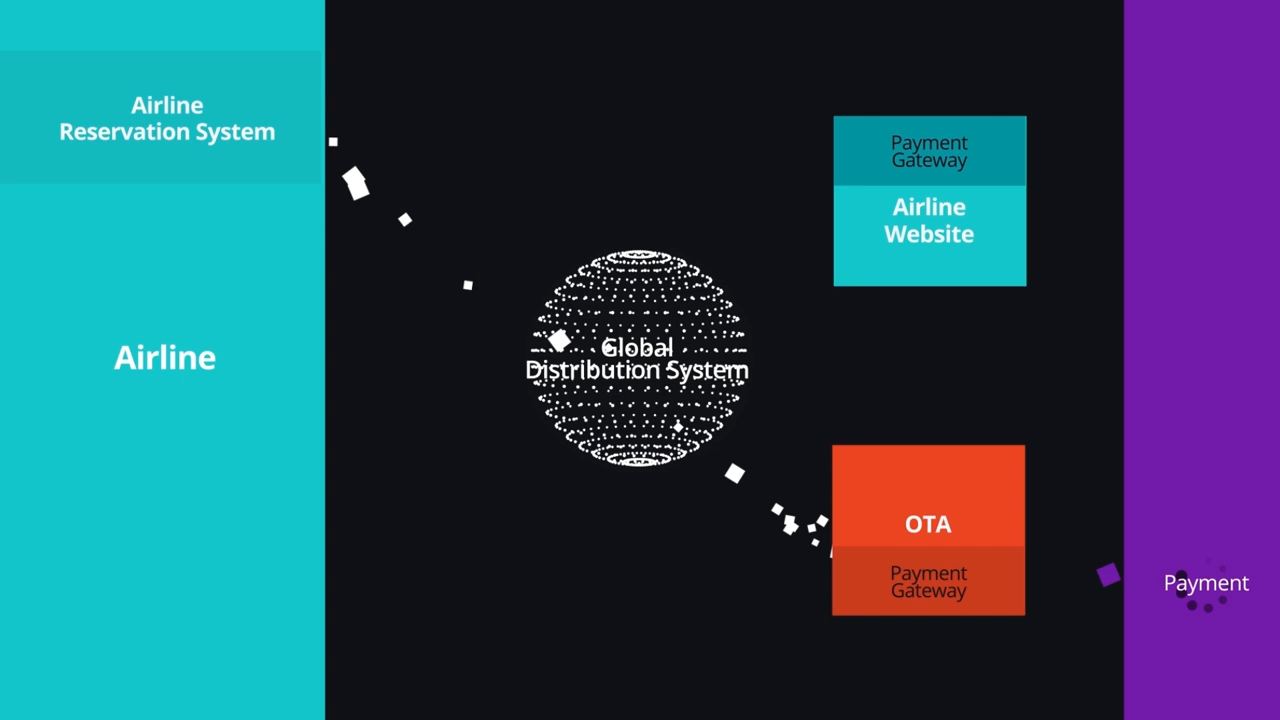 Airline
Reservation System
Airline
Global
Distribution System
Payment
Gateway
Airline
Website
OTA
Payment
Gateway
Payment